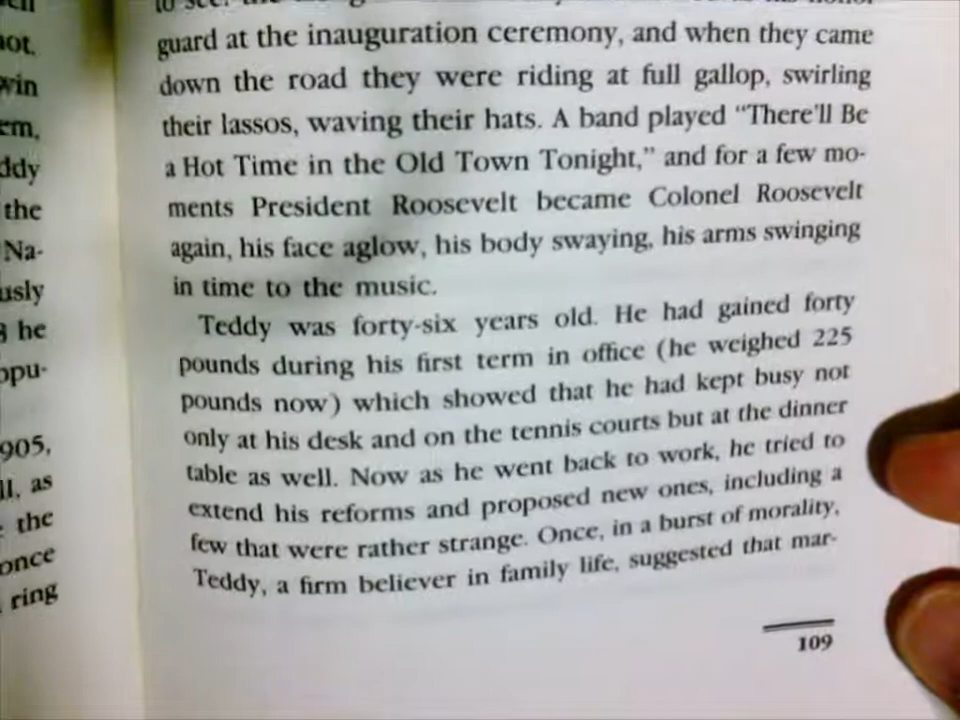 guard at the inauguration ceremony, and when they came
down the road they were riding at full gallop, swirling
their lassos, waving their hats. A band played "There'll Be
a Hot Time in the Old Town Tonight," and for a few mo-
ments President Roosevelt became Colonel Roosevelt
again, his face aglow, his body swaying, his arms swinging
in time to the music.
Teddy was forty-six years old. He had gained forty
pounds during his first term in office (he weighed 225
pounds now) which showed that he had kept busy not
only at his desk and on the tennis courts but at the dinner
table as well. Now as he went back to work, he tried to
extend his reforms and proposed new ones, including a
few that were rather strange. Once, in a burst of morality,
Teddy, a firm believer in family life, suggested that mar-
109